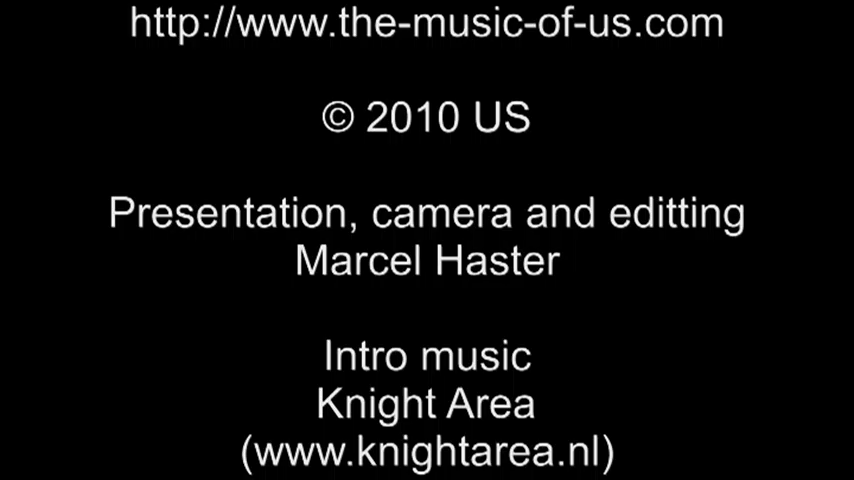 http://www.the-music-of-us.com
© 2010 US
Presentation, camera and editting
Marcel Haster
Intro music
Knight Area
(www.knightarea.nl)